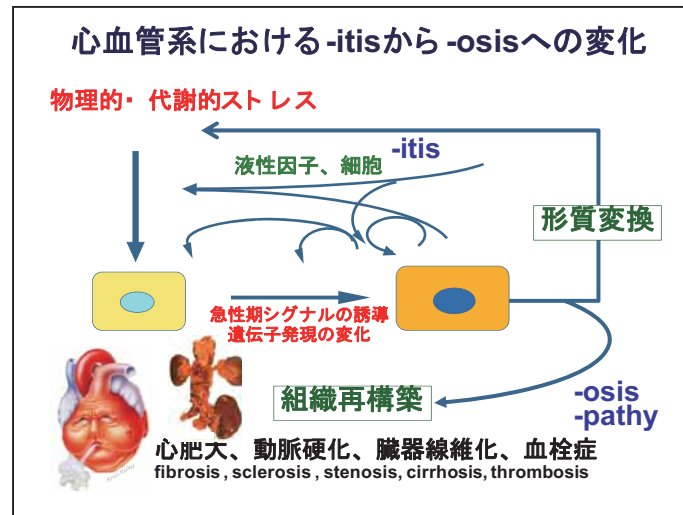 心血管系における-itisから-osisへの変化
物理的・代謝的ストレス
-itis
液性因子、細胞
形質変換
急性期シグナルの誘導
遺伝子発現の変化
組織再構築
-osis
-pathy
心肥大、動脈硬化、臓器線維化、血栓症
fibrosis , sclerosis , stenosis, cirrhosis, thrombosis